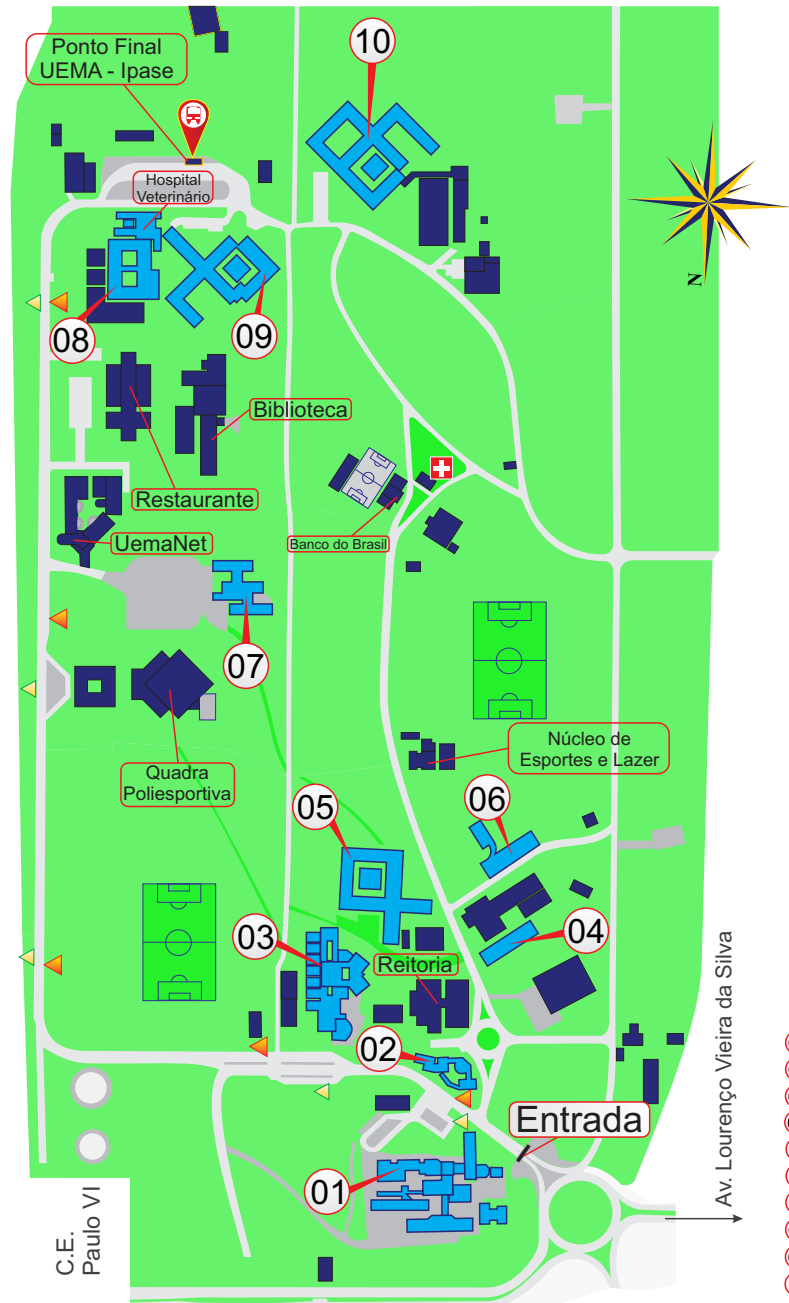 Ponto Final
UEMA - Ipase
10
Hospital
Veterinário
N
08
09
Biblioteca
Restaurante
UemaNet
Banco do Brasil
07
Quadra
Poliesportiva
Núcleo de
Esportes e Lazer
05
06
03
04
Reitoria
02
Entrada
01
Av. Lourenço Vieira da Silva
C.E.
Paulo VI